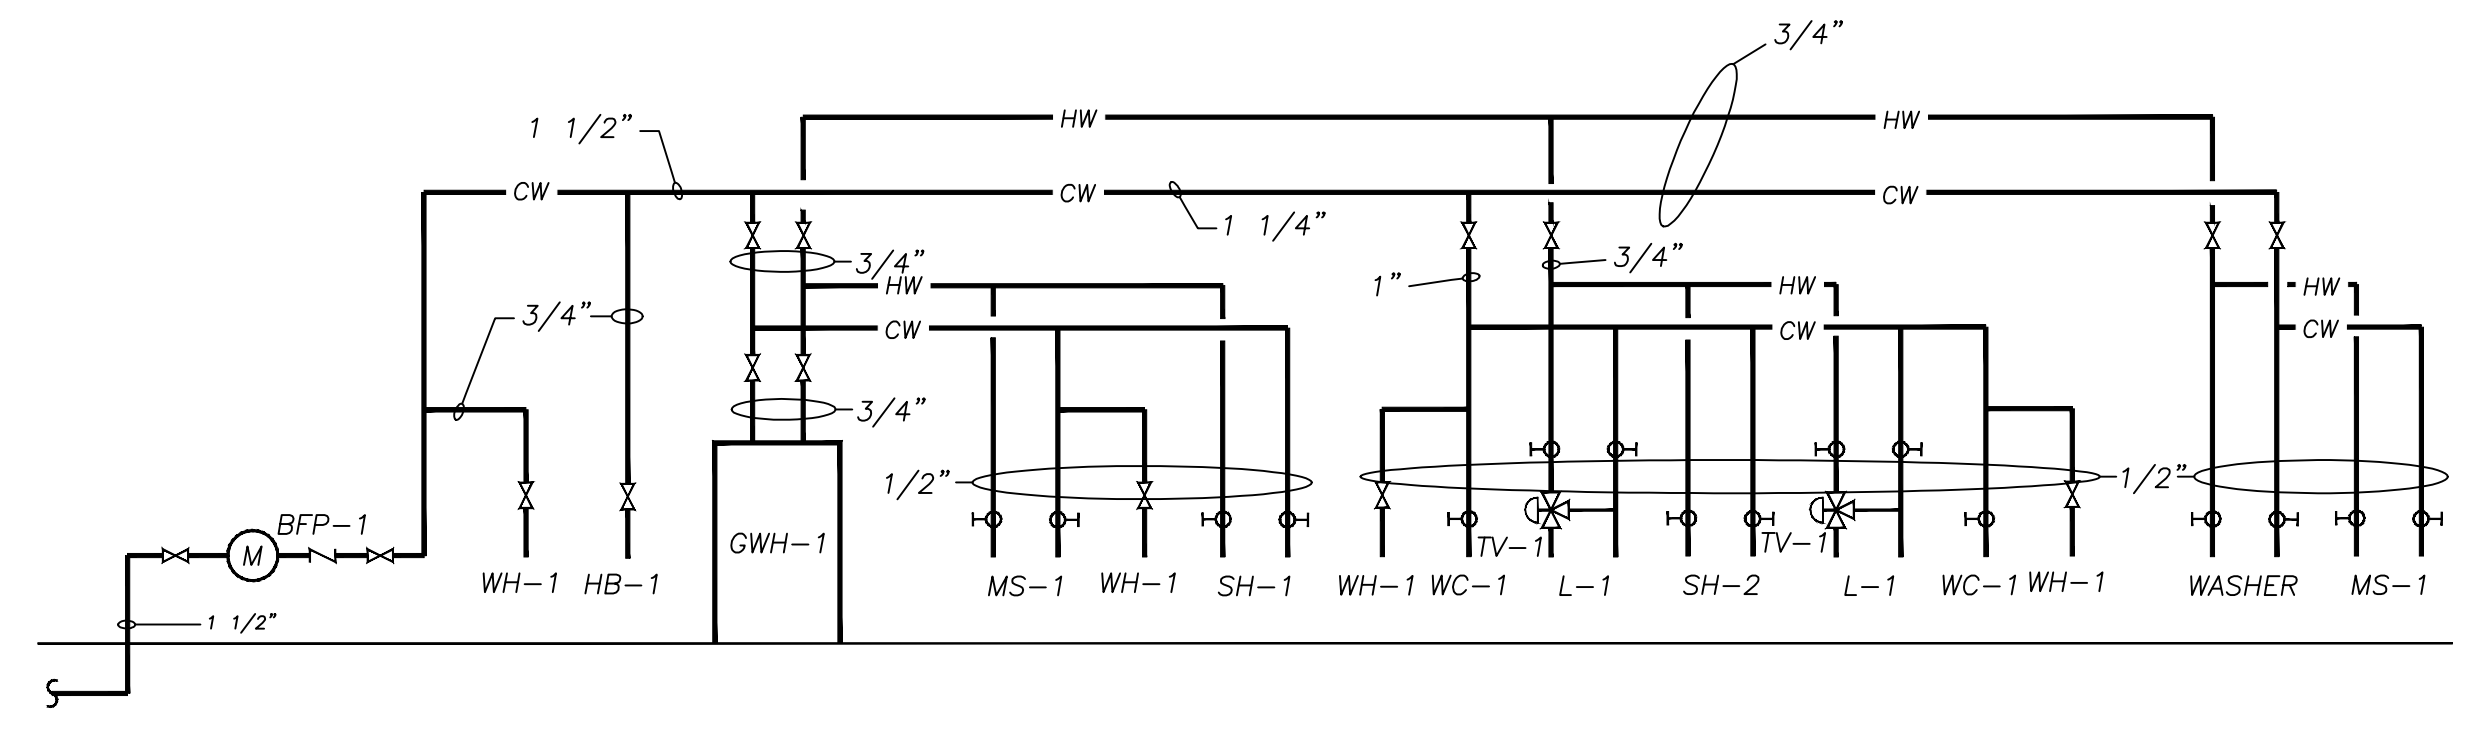 3/4"
HW HW
1 1/2"
CW CW CW
1 1/4"
3/4" 3/4"
1"
HW HW HW
3/4"
CW CW CW
3/4"
1/2" 1/2"
BFP-1
M
GWH-1
TV-1 TV-1
WH-1 HB-1 MS-1 WH-1 SH-1 WH-1 WC-1 L-1 SH-2 L-1 WC-1 WH-1 WASHER MS-1
1 1/2"